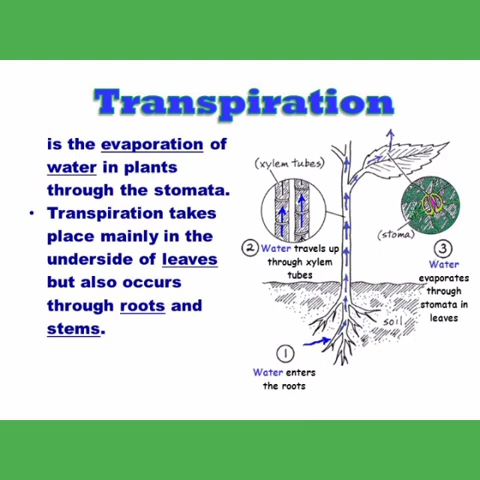 Transpiration
is the evaporation of
water in plants
through the stomata.
• Transpiration takes
place mainly in the
underside of leaves
but also occurs
through roots and
stems.
(xylem tubes)
(stoma)
2 Water travels up
through xylem
tubes
3
Water
evaporates
through
stomata in
leaves
soil
1
Water enters
the roots